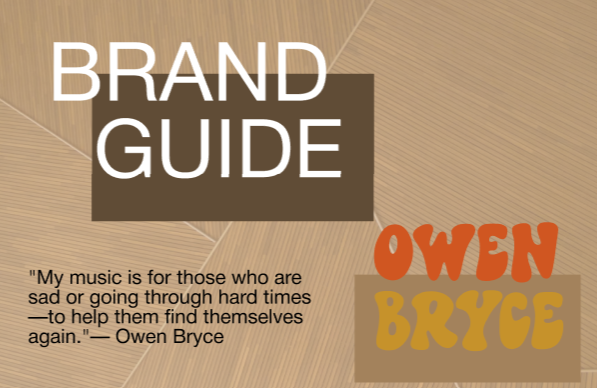 BRAND
GUIDE
"My music is for those who are
sad or going through hard times
—to help them find themselves
again."— Owen Bryce
OWEN
BRYCE